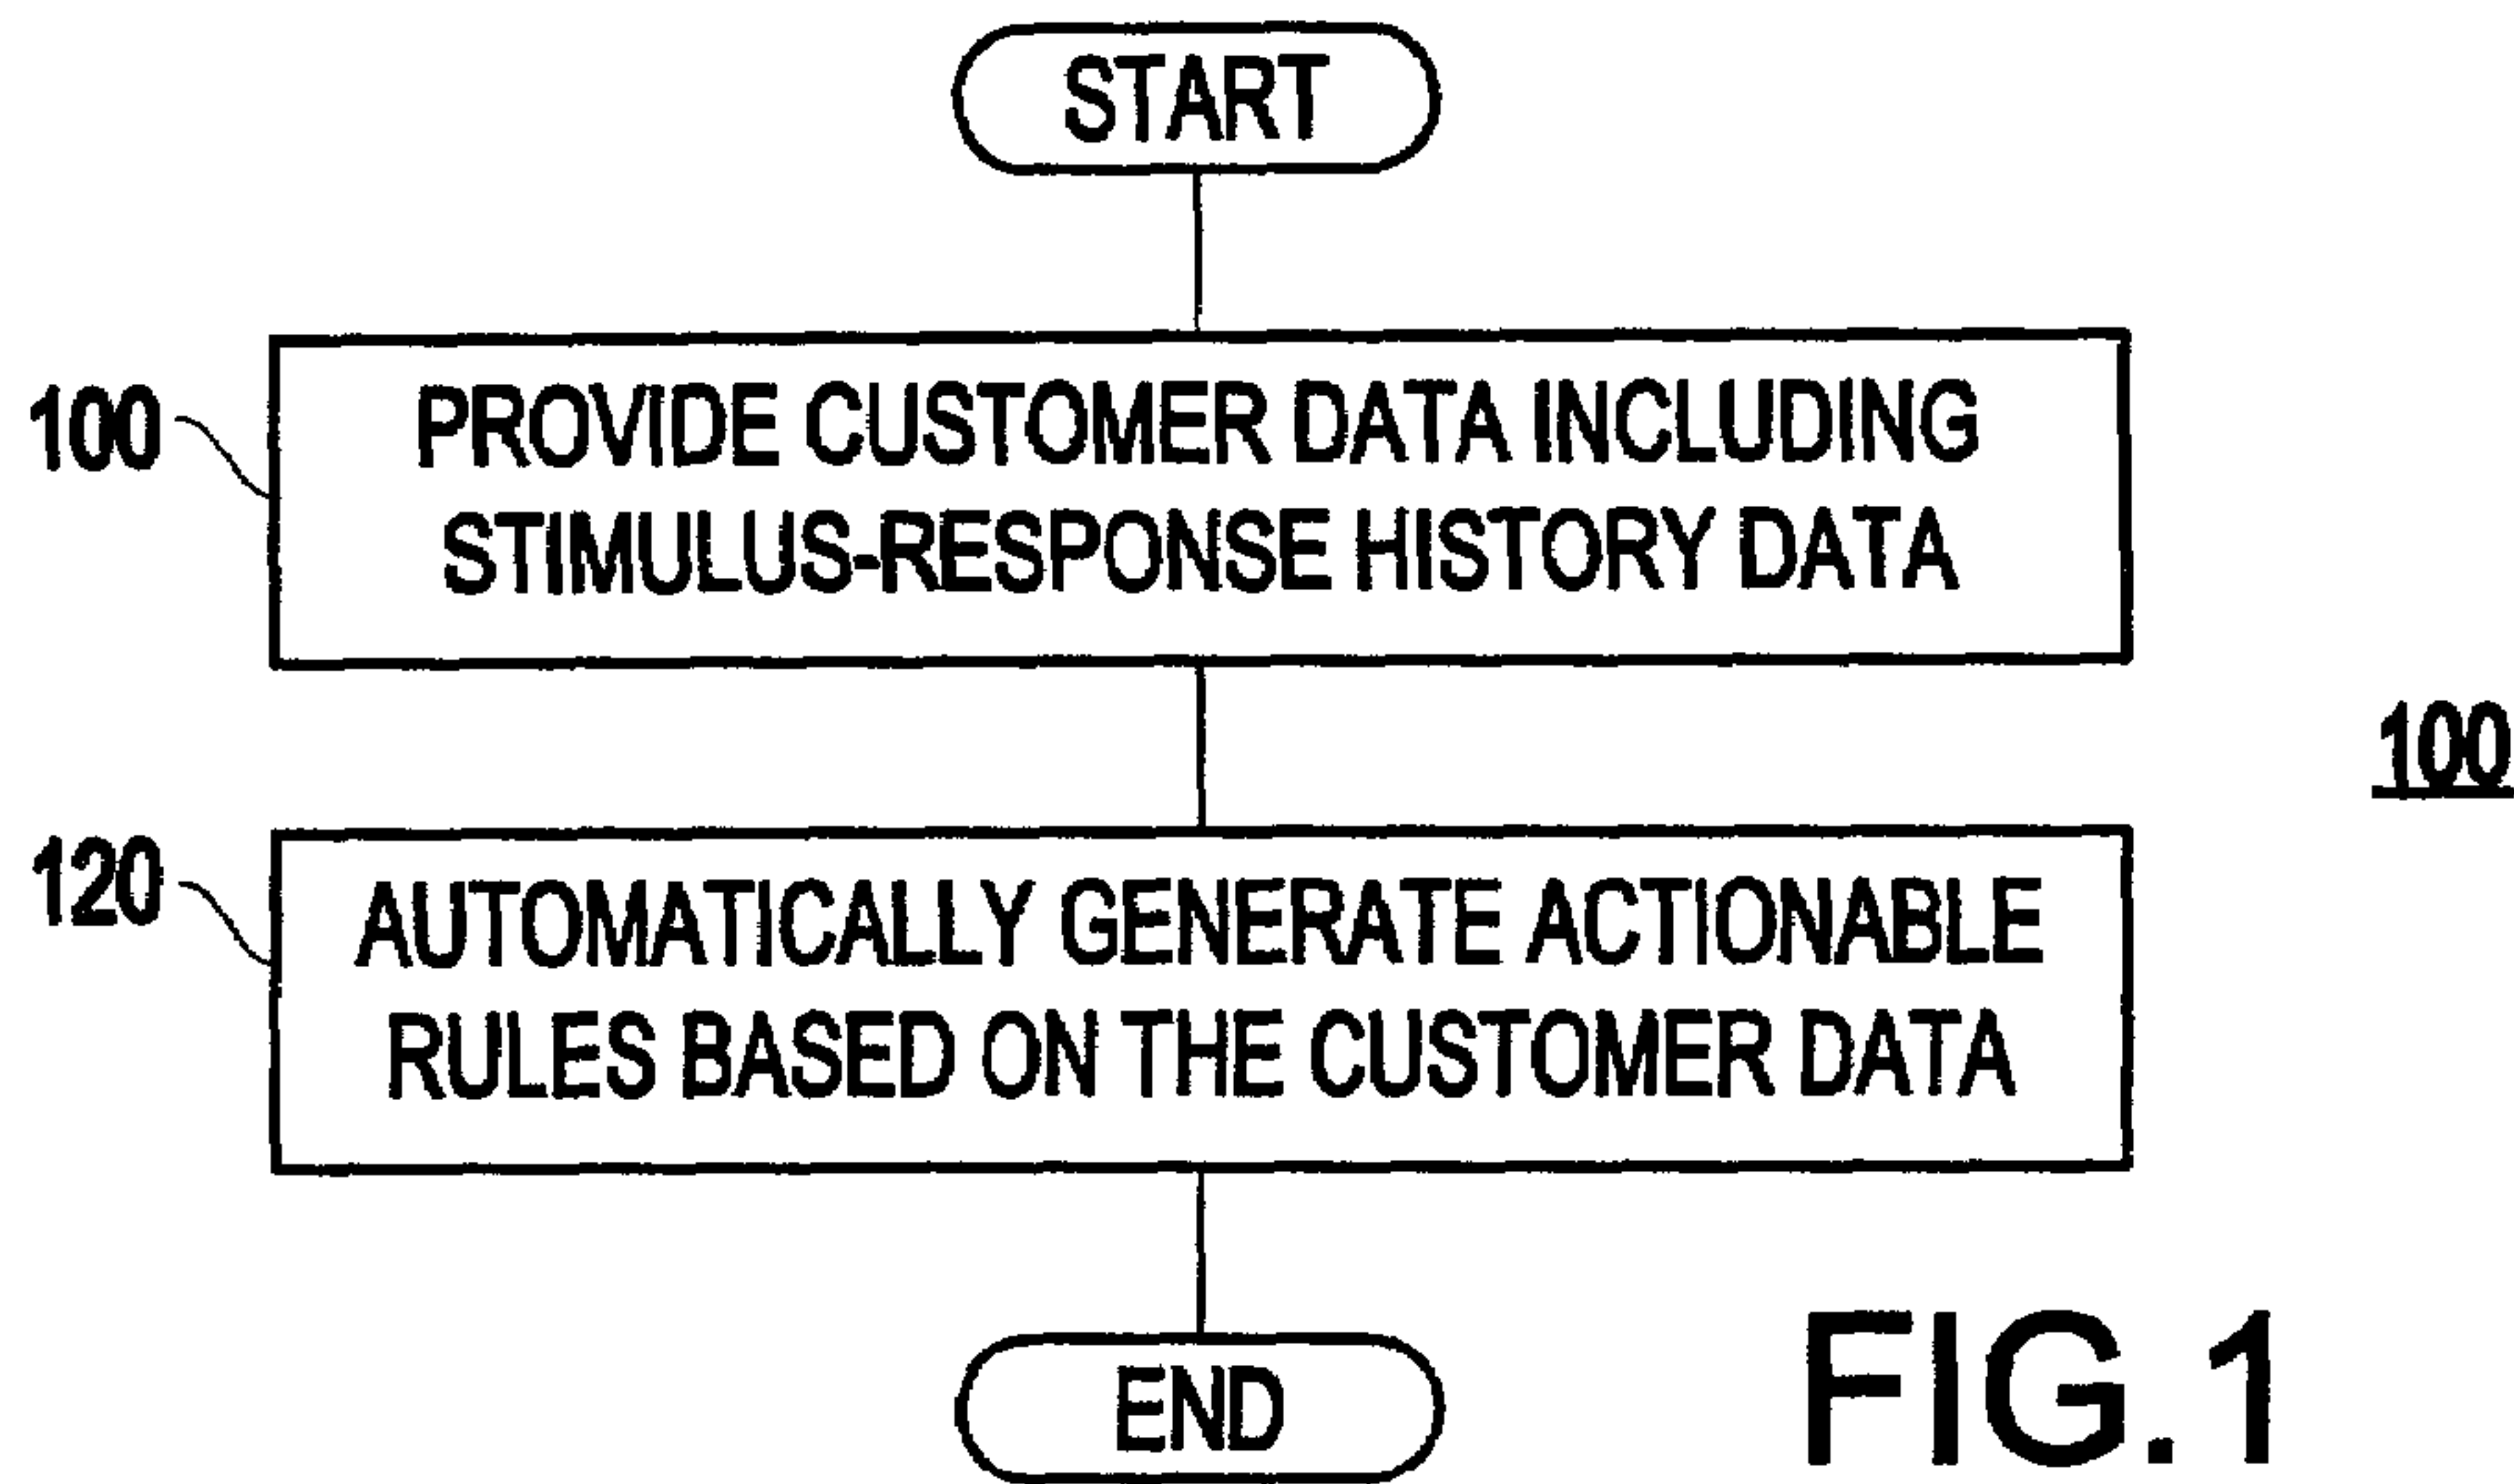 START
100
PROVIDE CUSTOMER DATA INCLUDING
STIMULUS-RESPONSE HISTORY DATA
100
120
AUTOMATICALLY GENERATE ACTIONABLE
RULES BASED ON THE CUSTOMER DATA
END
FIG.1